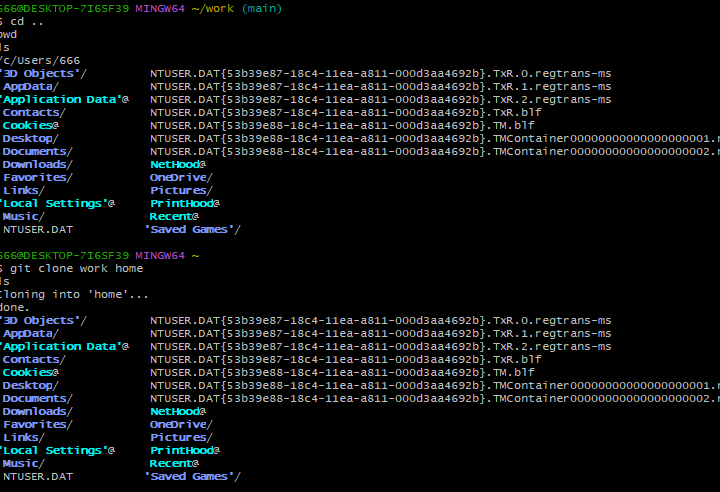 666@DESKTOP-7I6SF39 MINGW64 ~/work (main)
$ cd ..
pwd
ls
/c/Users/666
'3D Objects'/ NTUSER.DAT{53b39e87-18c4-11ea-a811-000d3aa4692b}.TxR.0.regtrans-ms
AppData/ NTUSER.DAT{53b39e87-18c4-11ea-a811-000d3aa4692b}.TxR.1.regtrans-ms
'Application Data'@ NTUSER.DAT{53b39e87-18c4-11ea-a811-000d3aa4692b}.TxR.2.regtrans-ms
Contacts/ NTUSER.DAT{53b39e87-18c4-11ea-a811-000d3aa4692b}.TxR.blf
Cookies@ NTUSER.DAT{53b39e88-18c4-11ea-a811-000d3aa4692b}.TM.blf
Desktop/ NTUSER.DAT{53b39e88-18c4-11ea-a811-000d3aa4692b}.TMContainer00000000000000000001.r
Documents/ NTUSER.DAT{53b39e88-18c4-11ea-a811-000d3aa4692b}.TMContainer00000000000000000002.r
Downloads/ NetHood@
Favorites/ OneDrive/
Links/ Pictures/
'Local Settings'@ PrintHood@
Music/ Recent@
NTUSER.DAT 'Saved Games'/
666@DESKTOP-7I6SF39 MINGW64 ~
$ git clone work home
ls
Cloning into 'home'...
done.
'3D Objects'/ NTUSER.DAT{53b39e87-18c4-11ea-a811-000d3aa4692b}.TxR.0.regtrans-ms
AppData/ NTUSER.DAT{53b39e87-18c4-11ea-a811-000d3aa4692b}.TxR.1.regtrans-ms
'Application Data'@ NTUSER.DAT{53b39e87-18c4-11ea-a811-000d3aa4692b}.TxR.2.regtrans-ms
Contacts/ NTUSER.DAT{53b39e87-18c4-11ea-a811-000d3aa4692b}.TxR.blf
Cookies@ NTUSER.DAT{53b39e88-18c4-11ea-a811-000d3aa4692b}.TM.blf
Desktop/ NTUSER.DAT{53b39e88-18c4-11ea-a811-000d3aa4692b}.TMContainer00000000000000000001.r
Documents/ NTUSER.DAT{53b39e88-18c4-11ea-a811-000d3aa4692b}.TMContainer00000000000000000002.r
Downloads/ NetHood@
Favorites/ OneDrive/
Links/ Pictures/
'Local Settings'@ PrintHood@
Music/ Recent@
NTUSER.DAT 'Saved Games'/